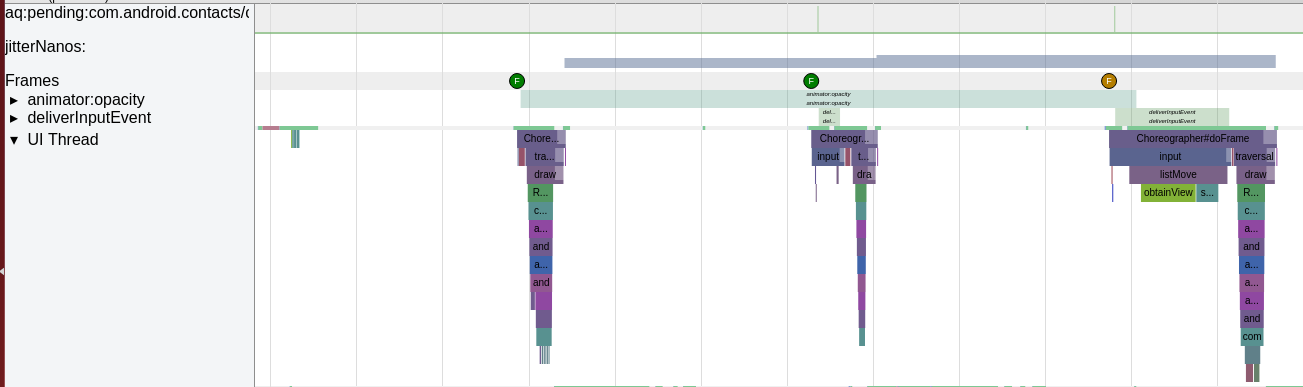 aq:pending:com.android.contacts/c
jitterNanos:
Frames
F F F
animator:opacity
animator:opacity
animator:opacity
deliverInputEvent
del... deliverInputEvent
del... deliverInputEvent
UI Thread
Chore... Choreogr... Choreographer#doFrame
tra... input t... input traversal
draw dra listMove draw
R... obtainView s... R...
c... c...
a... a...
and and
a... a...
and a...
a...
and
com